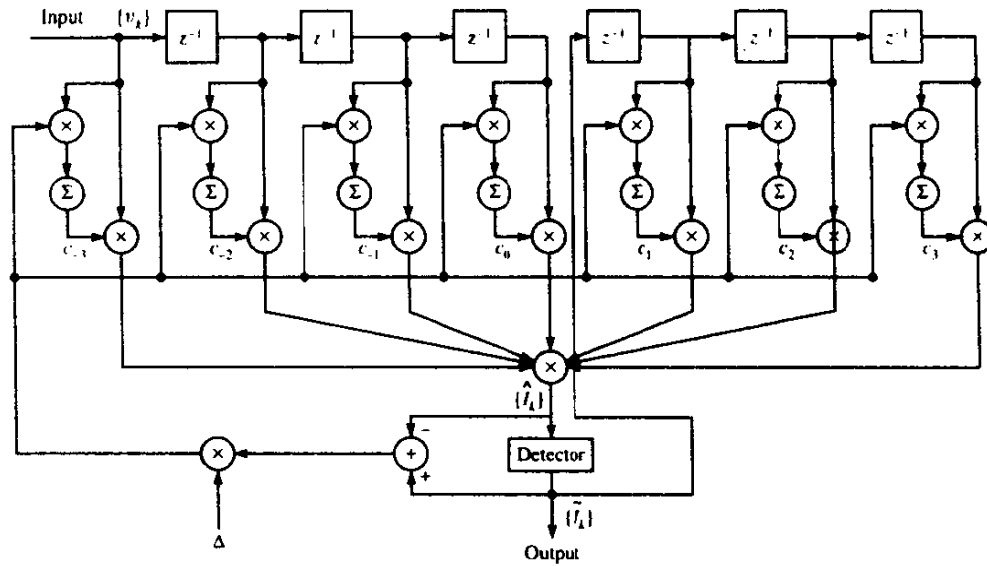 Input {v_k} z⁻¹ z⁻¹ z⁻¹ z⁻¹ z⁻¹ z⁻¹
× × × × × × ×
Σ Σ Σ Σ Σ Σ Σ
c₋₃ × c₋₂ × c₋₁ × c₀ × c₁ × c₂ × c₃ ×
×
{Î_k}
−
× + Detector
+
{Ĩ_k}
Δ Output